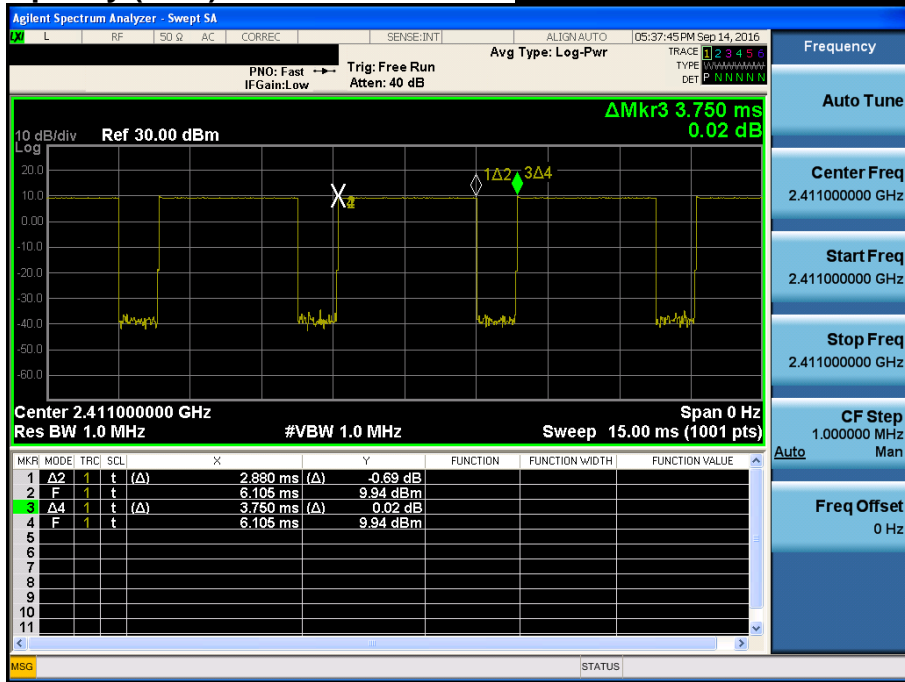 Agilent Spectrum Analyzer - Swept SA
LXI L RF 50 Ω AC CORREC SENSE:INT ALIGN AUTO 05:37:45 PM Sep 14, 2016
Frequency
Avg Type: Log-Pwr
TRACE 1 2 3 4 5 6
TYPE
DET P N N N N N
PNO: Fast
IFGain:Low
Trig: Free Run
Atten: 40 dB
Auto Tune
ΔMkr3 3.750 ms
0.02 dB
10 dB/div Ref 30.00 dBm
Log
20.0
10.0
0.00
-10.0
-20.0
-30.0
-40.0
-50.0
-60.0
1Δ2 3Δ4
Center Freq
2.411000000 GHz
Start Freq
2.411000000 GHz
Stop Freq
2.411000000 GHz
Center 2.411000000 GHz
Span 0 Hz
Res BW 1.0 MHz #VBW 1.0 MHz Sweep 15.00 ms (1001 pts)
CF Step
1.000000 MHz
Auto Man
Freq Offset
0 Hz
MKR MODE TRC SCL X Y FUNCTION FUNCTION WIDTH FUNCTION VALUE
1 Δ2 1 t (Δ) 2.880 ms (Δ) -0.69 dB
2 F 1 t 6.105 ms 9.94 dBm
3 Δ4 1 t (Δ) 3.750 ms (Δ) 0.02 dB
4 F 1 t 6.105 ms 9.94 dBm
5
6
7
8
9
10
11
MSG STATUS